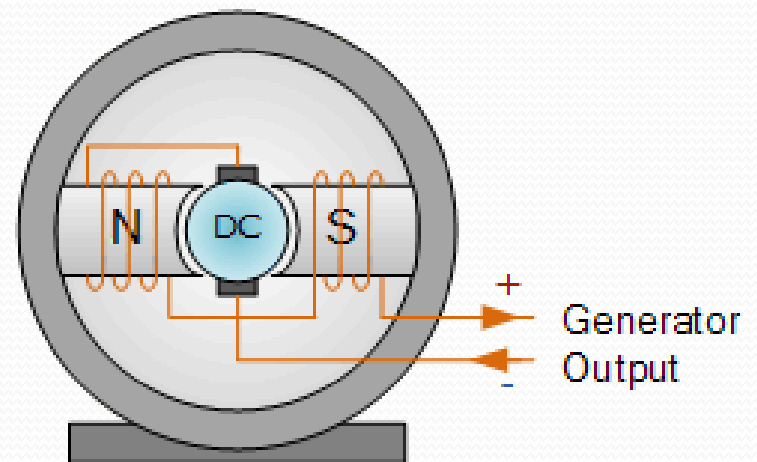 N DC S
+
Generator
Output
-